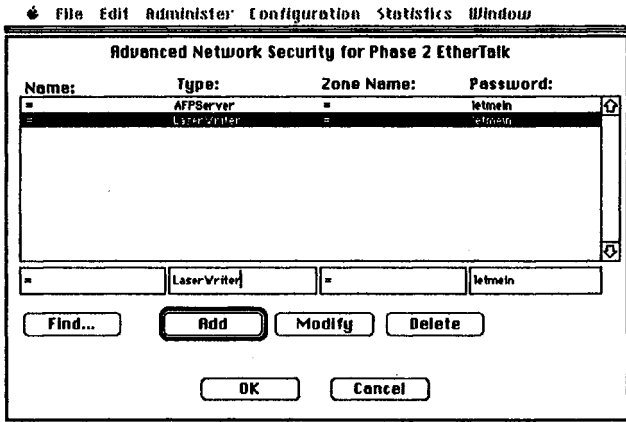 File Edit Administer Configuration Statistics Window
Advanced Network Security for Phase 2 EtherTalk
Name: Type: Zone Name: Password:
= AFPServer = letmein
= LaserWriter = letmein
= LaserWriter = letmein
Find... Add Modify Delete
OK Cancel